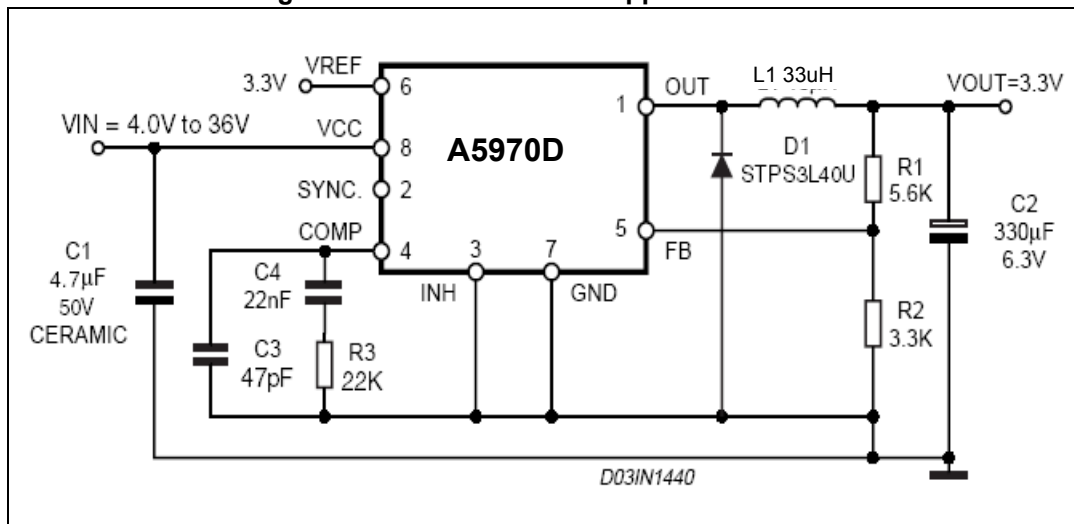 VREF
3.3V
6
VIN = 4.0V to 36V
VCC
8
A5970D
SYNC.
2
COMP
4
3
7
INH
GND
1
OUT
L1 33uH
VOUT=3.3V
D1
STPS3L40U
R1
5.6K
5
FB
C2
330μF
6.3V
R2
3.3K
C1
4.7μF
50V
CERAMIC
C4
22nF
C3
47pF
R3
22K
D03IN1440